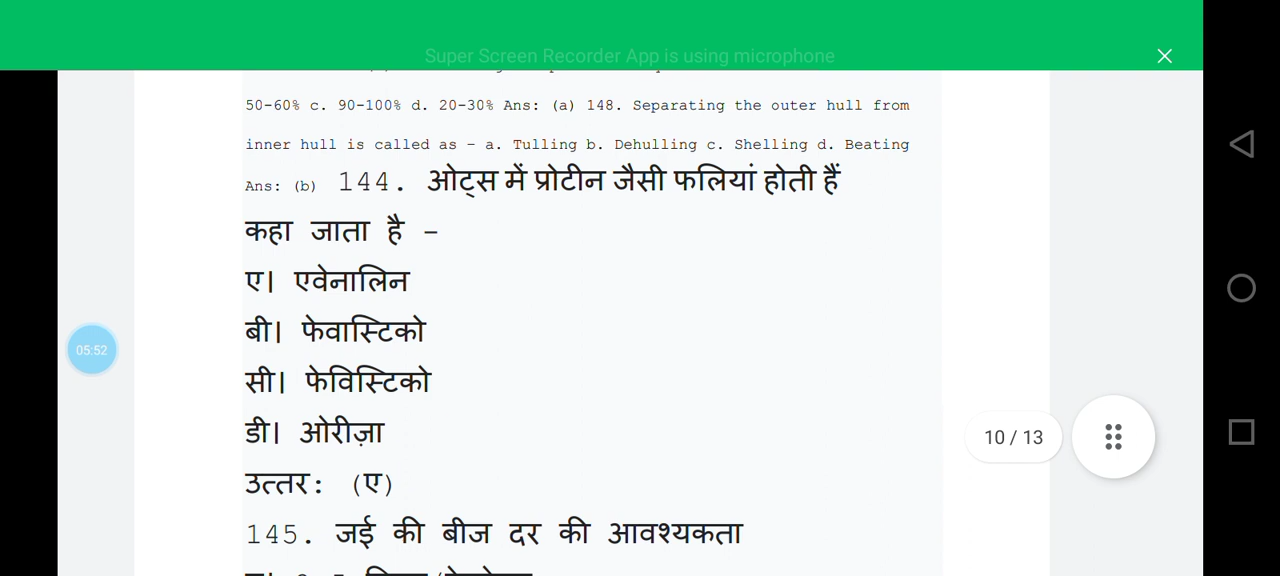 Super Screen Recorder App is using microphone
50-60% c. 90-100% d. 20-30% Ans: (a) 148. Separating the outer hull from
inner hull is called as – a. Tulling b. Dehulling c. Shelling d. Beating
Ans: (b) 144. ओट्स में प्रोटीन जैसी फलियां होती हैं
कहा जाता है –
ए। एवेनालिन
बी। फेवास्टिको
सी। फेविस्टिको
डी। ओरीज़ा
उत्तर: (ए)
145. जई की बीज दर की आवश्यकता
05:52
10 / 13